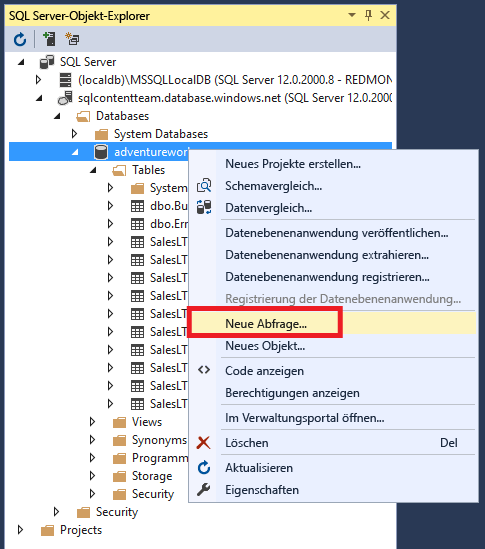 SQL Server-Objekt-Explorer
SQL Server
(localdb)\MSSQLLocalDB (SQL Server 12.0.2000.8 - REDMON
sqlcontentteam.database.windows.net (SQL Server 12.0.2000
Databases
System Databases
adventurework
Tables
System
dbo.Bu
dbo.Err
SalesLT
SalesLT
SalesLT
SalesLT
SalesLT
SalesLT
SalesLT
SalesLT
SalesLT
Views
Synonyms
Programm
Storage
Security
Security
Projects
Neues Projekte erstellen...
Schemavergleich...
Datenvergleich...
Datenebenenanwendung veröffentlichen...
Datenebenenanwendung extrahieren...
Datenebenenanwendung registrieren...
Registrierung der Datenebenenanwendung...
Neue Abfrage...
Neues Objekt...
Code anzeigen
Berechtigungen anzeigen
Im Verwaltungsportal öffnen...
Löschen Del
Aktualisieren
Eigenschaften